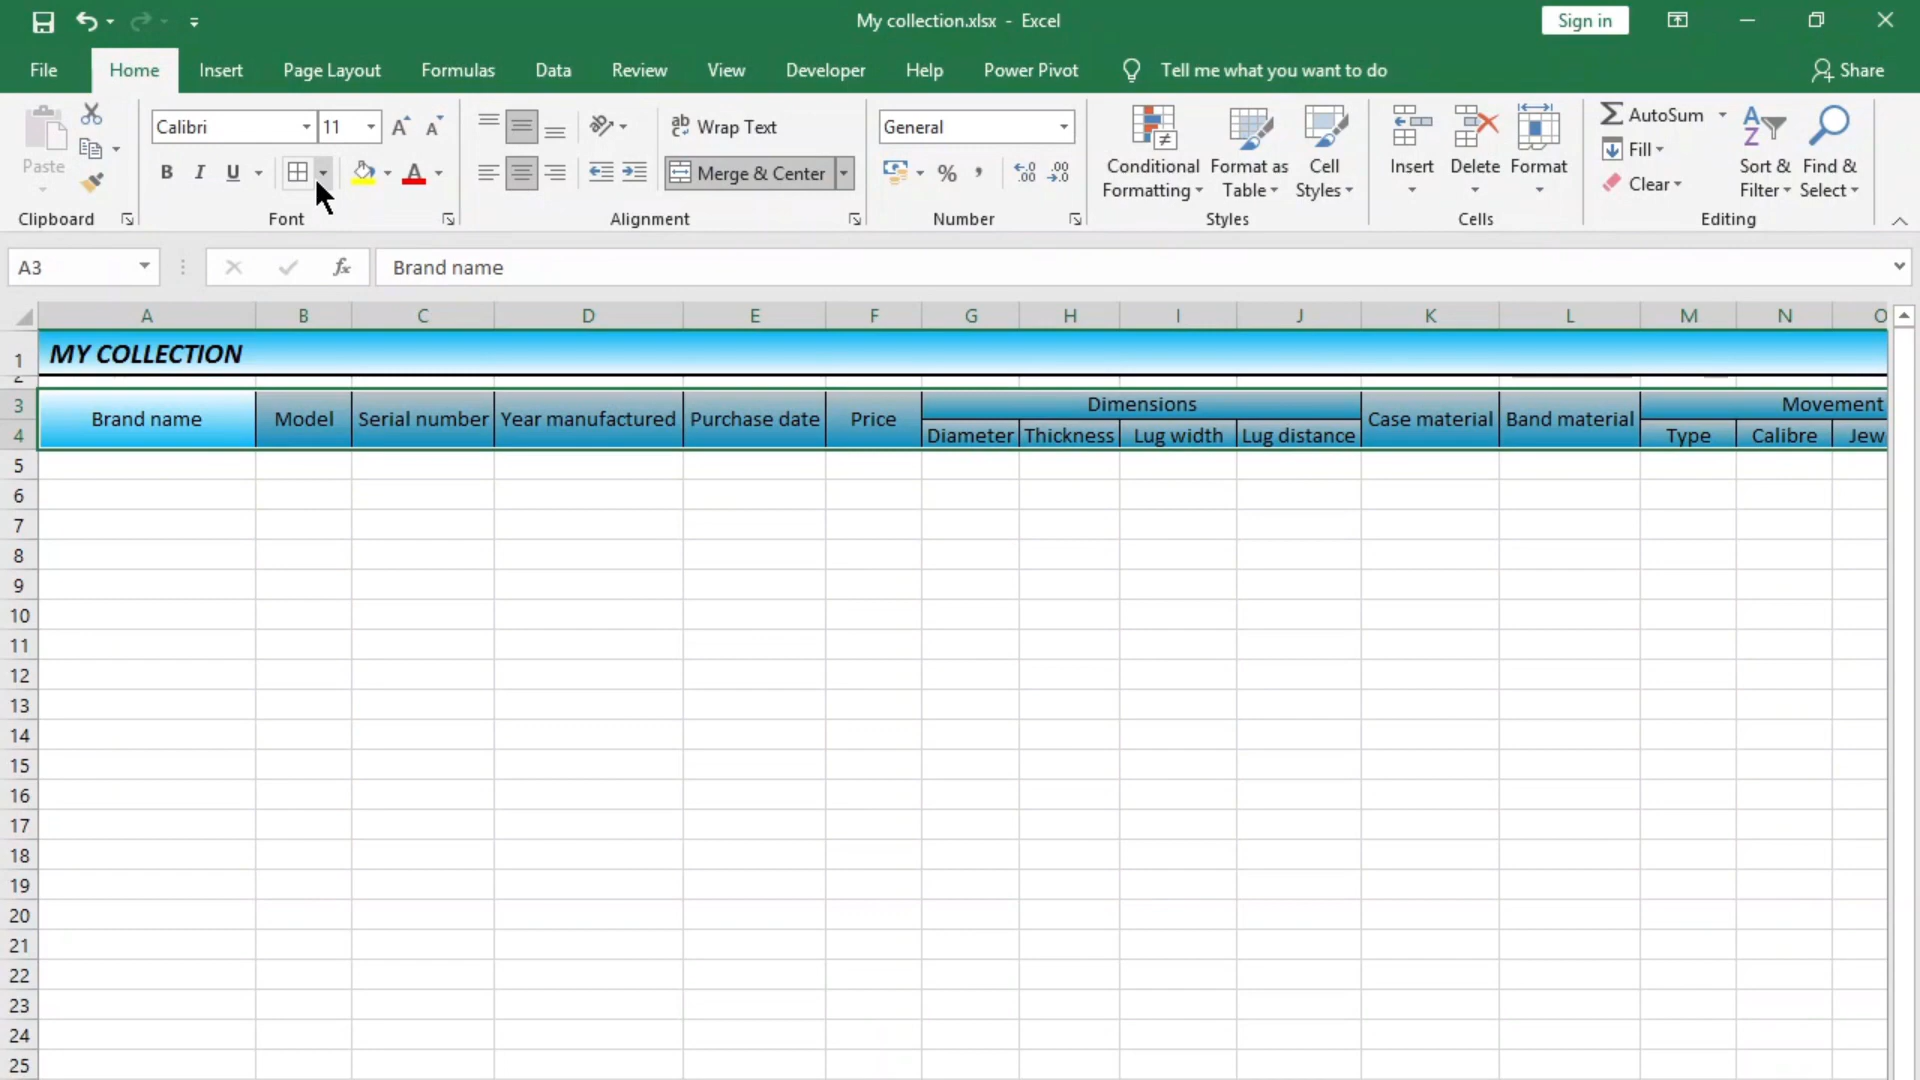 My collection.xlsx - Excel
Sign in
File Home Insert Page Layout Formulas Data Review View Developer Help Power Pivot Tell me what you want to do Share
Paste
Calibri 11
B I U A
ab Wrap Text
Merge & Center
General
% ,
Conditional Formatting
Format as Table
Cell Styles
Insert Delete Format
AutoSum
Fill
Clear
Sort & Filter
Find & Select
Clipboard Font Alignment Number Styles Cells Editing
A3 fx Brand name
A B C D E F G H I J K L M N O
1 MY COLLECTION
2
3 Brand name Model Serial number Year manufactured Purchase date Price Dimensions Case material Band material Movement
4 Diameter Thickness Lug width Lug distance Type Calibre Jew
5
6
7
8
9
10
11
12
13
14
15
16
17
18
19
20
21
22
23
24
25